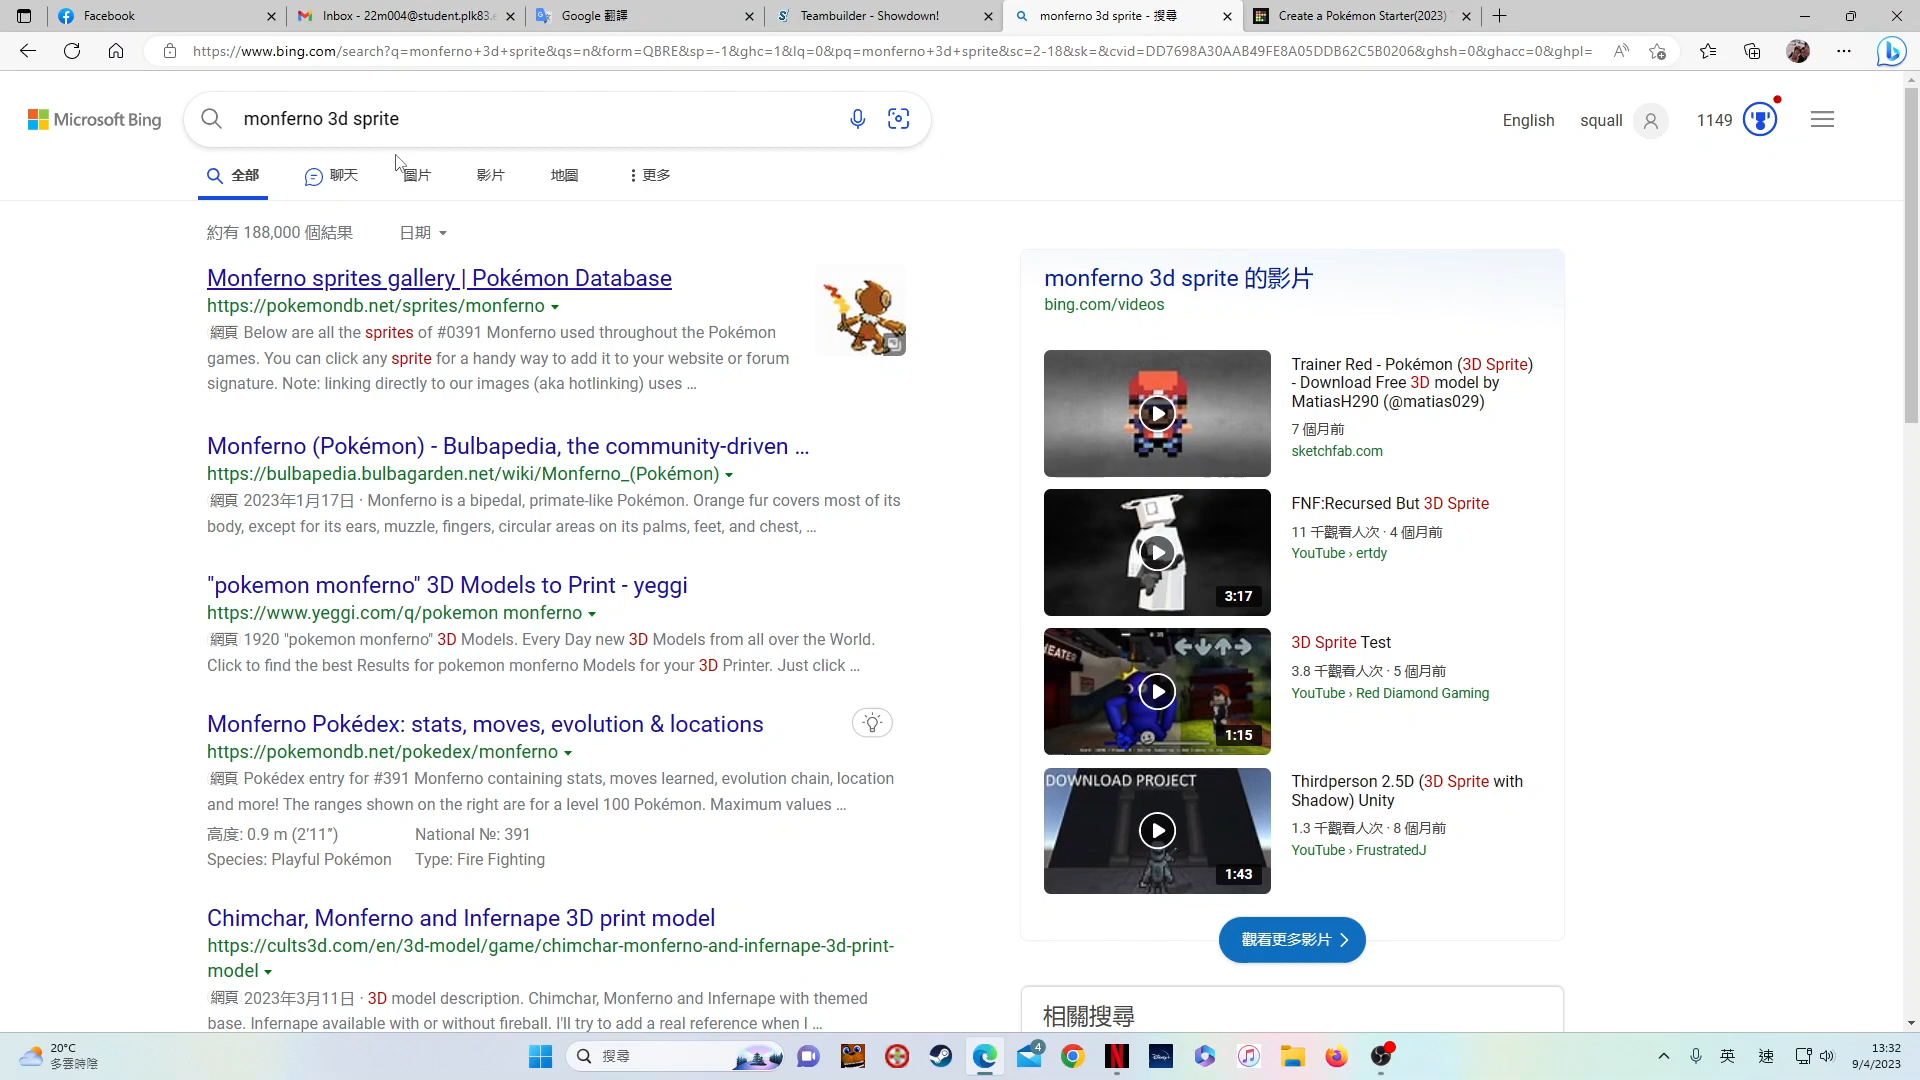 Facebook
Inbox - 22m004@student.plk83.e
Google 翻譯
Teambuilder - Showdown!
monferno 3d sprite - 搜尋
Create a Pokémon Starter(2023)
https://www.bing.com/search?q=monferno+3d+sprite&qs=n&form=QBRE&sp=-1&ghc=1&lq=0&pq=monferno+3d+sprite&sc=2-18&sk=&cvid=DD7698A30AAB49FE8A05DDB62C5B0206&ghsh=0&ghacc=0&ghpl=
Microsoft Bing
monferno 3d sprite
English
squall
1149
全部
聊天
圖片
影片
地圖
更多
約有 188,000 個結果
日期
Monferno sprites gallery | Pokémon Database
https://pokemondb.net/sprites/monferno
網頁 Below are all the sprites of #0391 Monferno used throughout the Pokémon
games. You can click any sprite for a handy way to add it to your website or forum
signature. Note: linking directly to our images (aka hotlinking) uses ...
Monferno (Pokémon) - Bulbapedia, the community-driven ...
https://bulbapedia.bulbagarden.net/wiki/Monferno_(Pokémon)
網頁 2023年1月17日 · Monferno is a bipedal, primate-like Pokémon. Orange fur covers most of its
body, except for its ears, muzzle, fingers, circular areas on its palms, feet, and chest, ...
"pokemon monferno" 3D Models to Print - yeggi
https://www.yeggi.com/q/pokemon monferno
網頁 1920 "pokemon monferno" 3D Models. Every Day new 3D Models from all over the World.
Click to find the best Results for pokemon monferno Models for your 3D Printer. Just click ...
Monferno Pokédex: stats, moves, evolution & locations
https://pokemondb.net/pokedex/monferno
網頁 Pokédex entry for #391 Monferno containing stats, moves learned, evolution chain, location
and more! The ranges shown on the right are for a level 100 Pokémon. Maximum values ...
高度: 0.9 m (2′11″)
National №: 391
Species: Playful Pokémon
Type: Fire Fighting
Chimchar, Monferno and Infernape 3D print model
https://cults3d.com/en/3d-model/game/chimchar-monferno-and-infernape-3d-print-
model
網頁 2023年3月11日 · 3D model description. Chimchar, Monferno and Infernape with themed
base. Infernape available with or without fireball. I'll try to add a real reference when I ...
monferno 3d sprite 的影片
bing.com/videos
Trainer Red - Pokémon (3D Sprite)
- Download Free 3D model by
MatiasH290 (@matias029)
7 個月前
sketchfab.com
3:17
FNF:Recursed But 3D Sprite
11 千觀看人次 · 4 個月前
YouTube › ertdy
EATER
1:15
3D Sprite Test
3.8 千觀看人次 · 5 個月前
YouTube › Red Diamond Gaming
DOWNLOAD PROJECT
1:43
Thirdperson 2.5D (3D Sprite with
Shadow) Unity
1.3 千觀看人次 · 8 個月前
YouTube › FrustratedJ
觀看更多影片
相關搜尋
20°C
多雲時陰
搜尋
4
英
速
13:32
9/4/2023